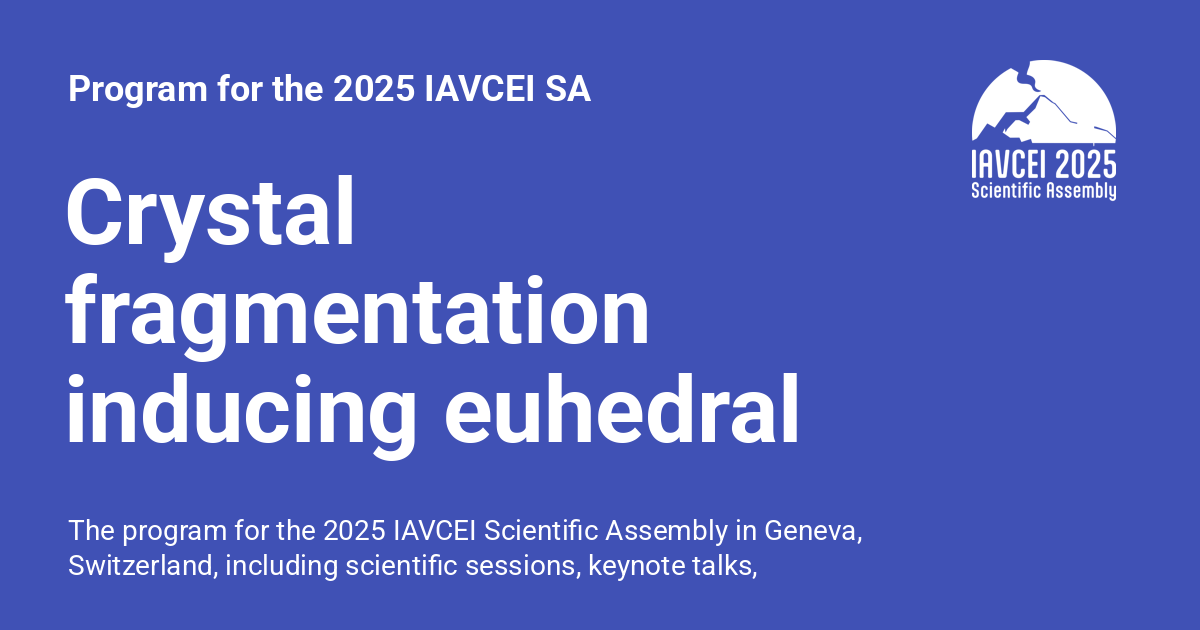 Program for the 2025 IAVCEI SA
IAVCEI 2025
Scientific Assembly
Crystal
fragmentation
inducing euhedral
The program for the 2025 IAVCEI Scientific Assembly in Geneva,
Switzerland, including scientific sessions, keynote talks,